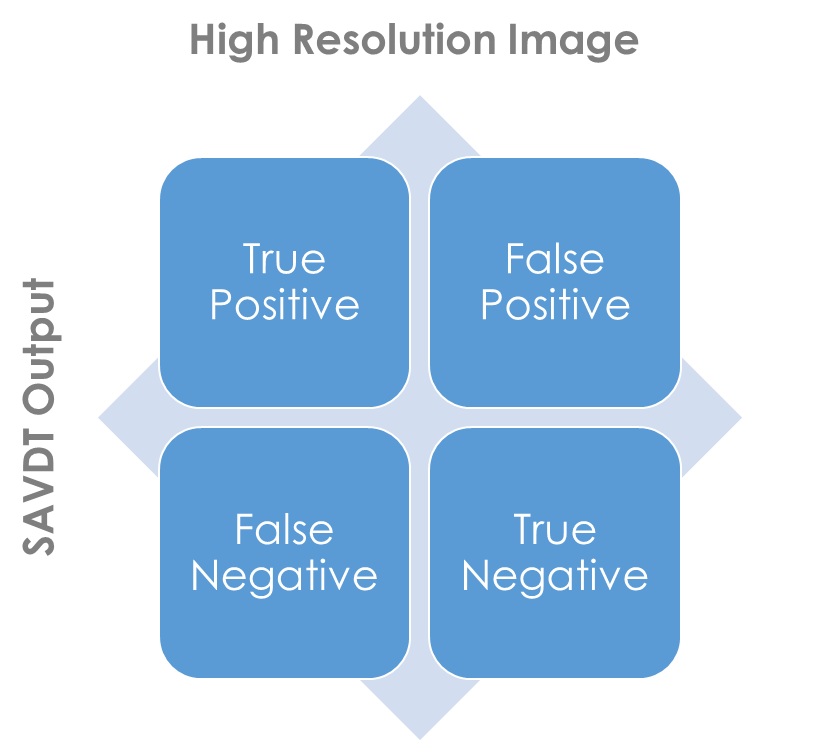 High Resolution Image
SAVDT Output
True
Positive
False
Positive
False
Negative
True
Negative